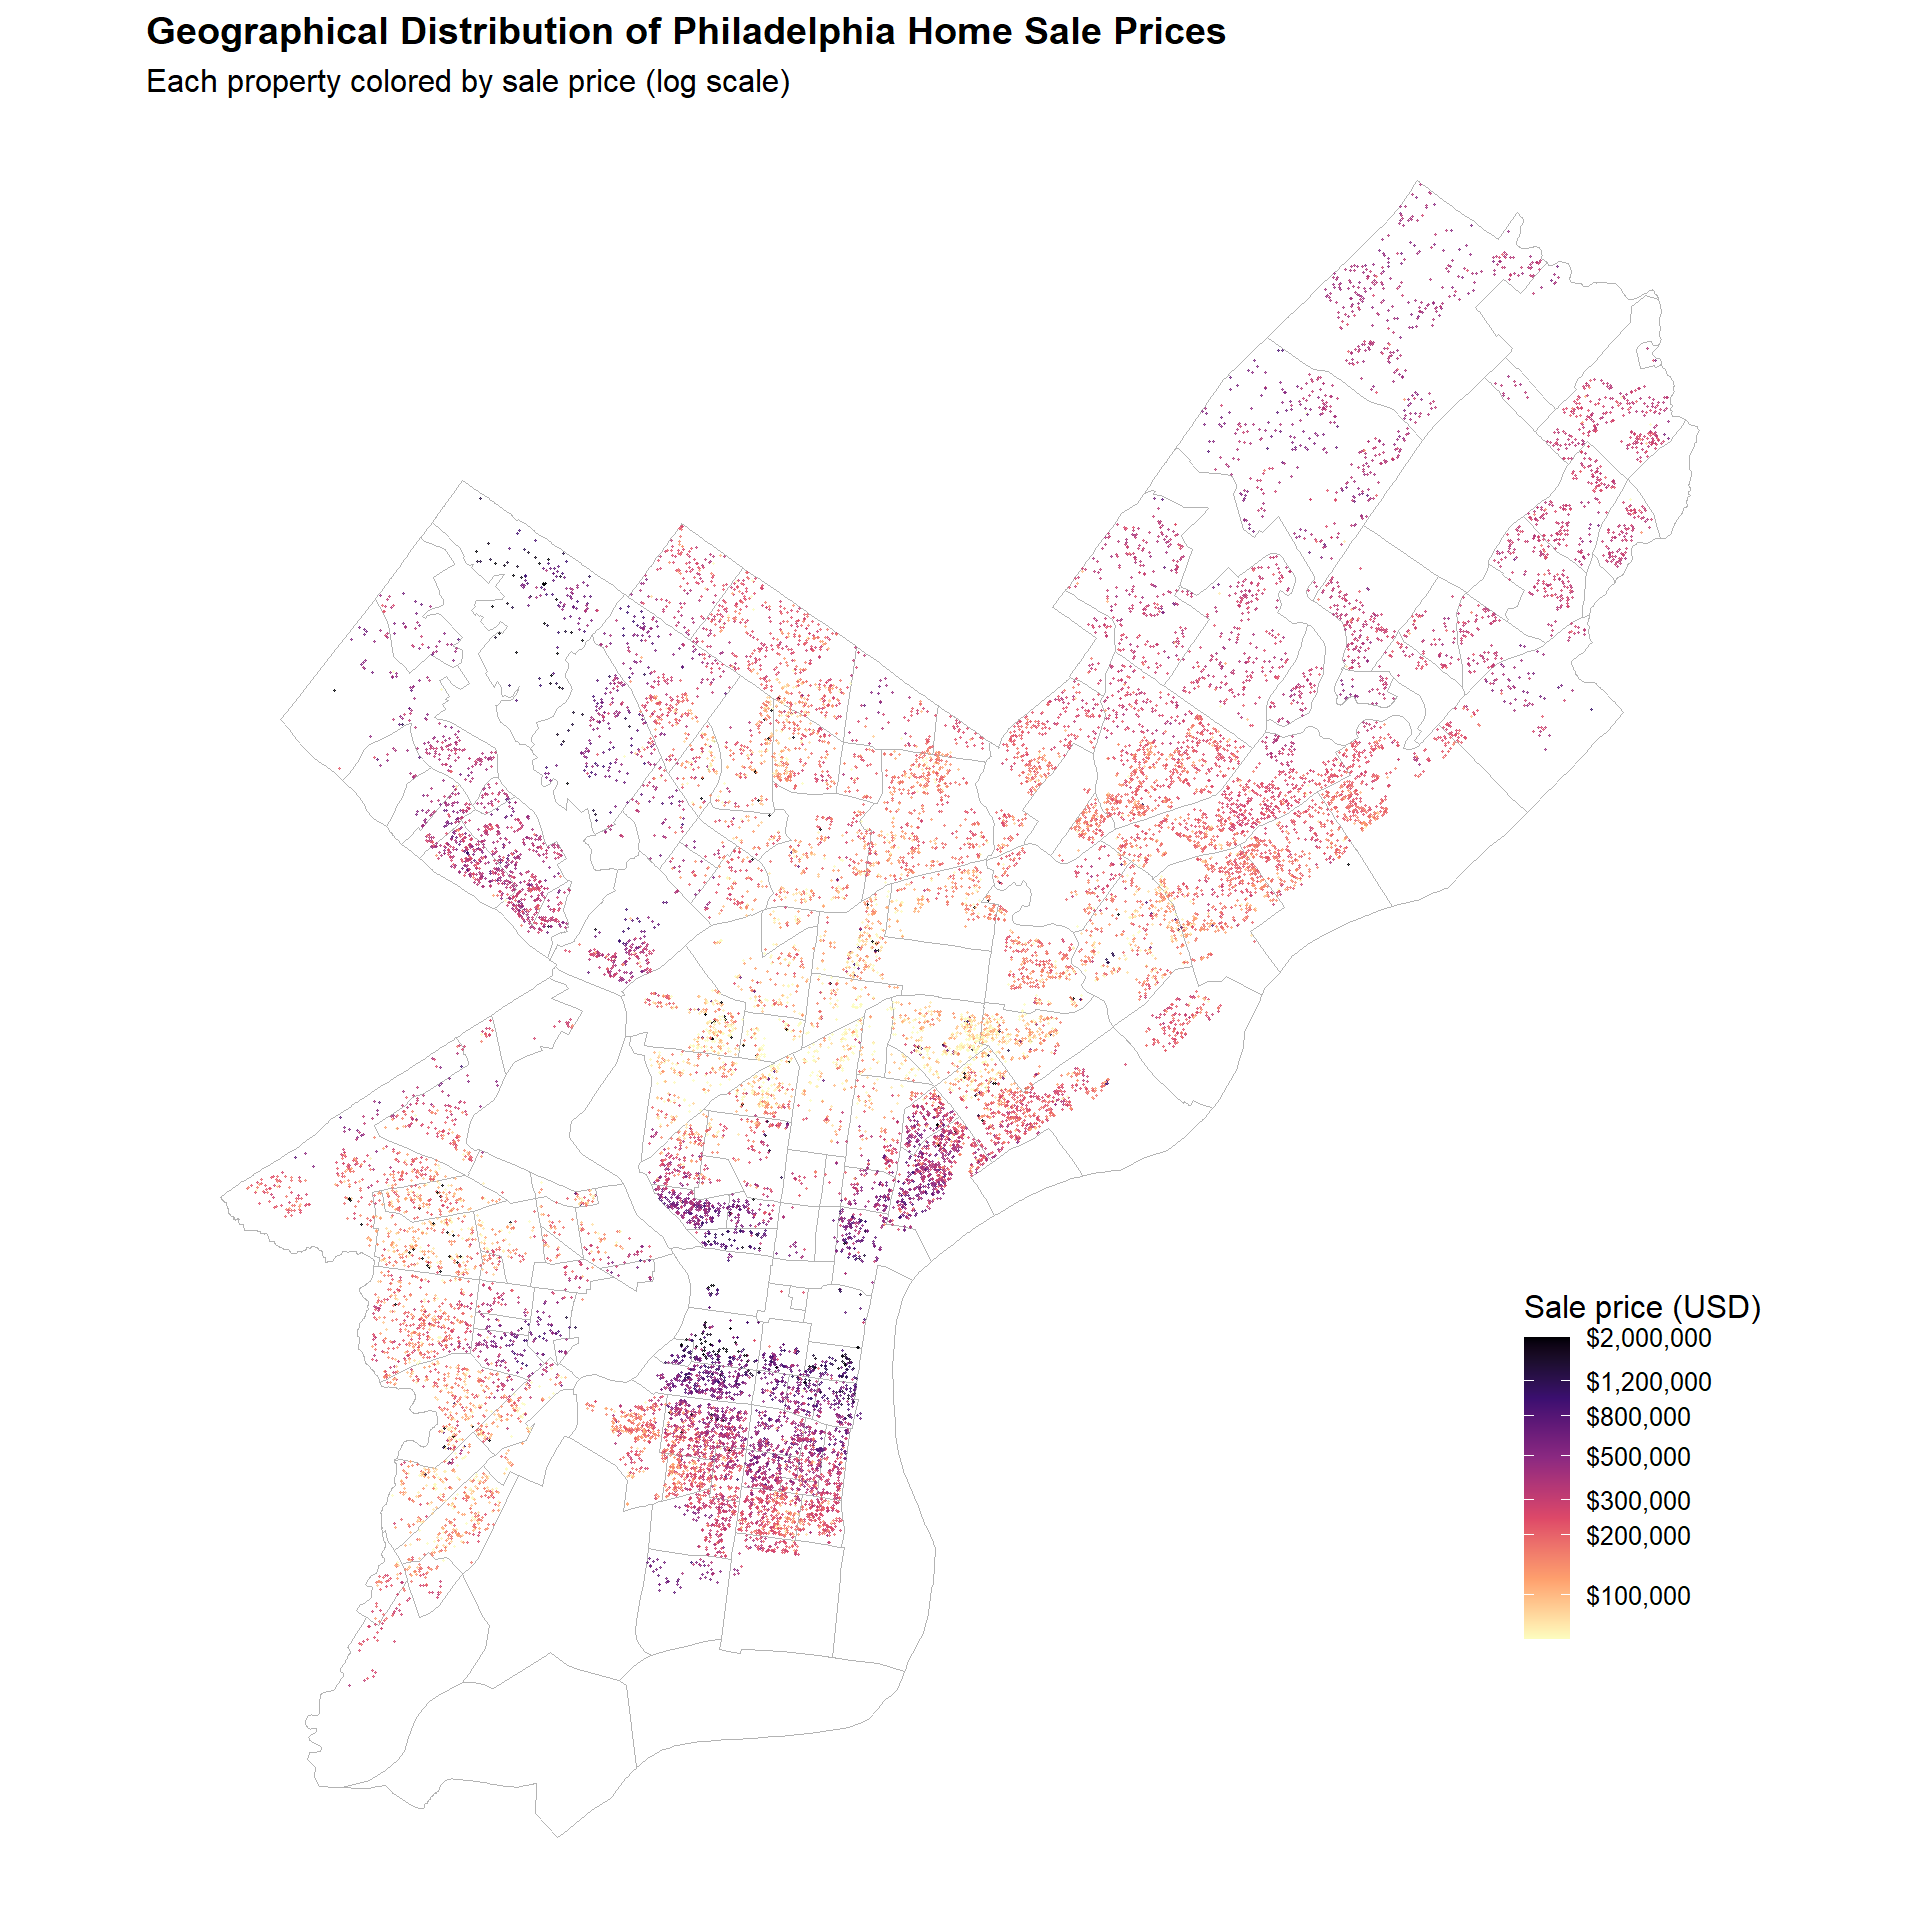 Geographical Distribution of Philadelphia Home Sale Prices
Each property colored by sale price (log scale)
Sale price (USD)
$2,000,000
$1,200,000
$800,000
$500,000
$300,000
$200,000
$100,000